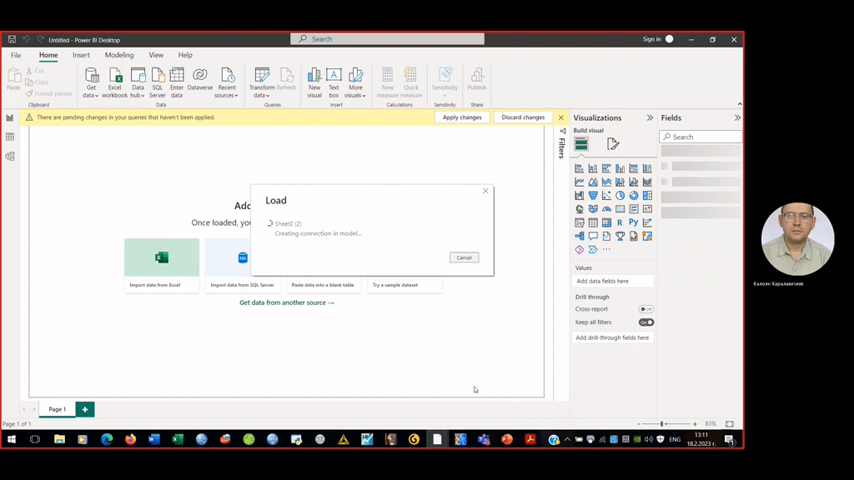 Untitled - Power BI Desktop
Search
Sign in
File Home Insert Modeling View Help
Paste
Cut
Copy
Format painter
Clipboard
Get data
Excel workbook
Data hub
SQL Server
Enter data
Dataverse
Recent sources
Data
Transform data
Refresh
Queries
New visual
Text box
More visuals
Insert
New measure
Quick measure
Calculations
Sensitivity
Sensitivity
Publish
Share
There are pending changes in your queries that haven't been applied.
Apply changes
Discard changes
Filters
Visualizations
Build visual
Values
Add data fields here
Drill through
Cross-report
Off
Keep all filters
On
Add drill-through fields here
Fields
Search
Add
Once loaded, you
Load
Sheet0 (2)
Creating connection in model...
Cancel
Import data from Excel
Import data from SQL Server
Paste data into a blank table
Try a sample dataset
Get data from another source →
Page 1
Page 1 of 1
83%
ENG
13:11
18.2.2023 г.